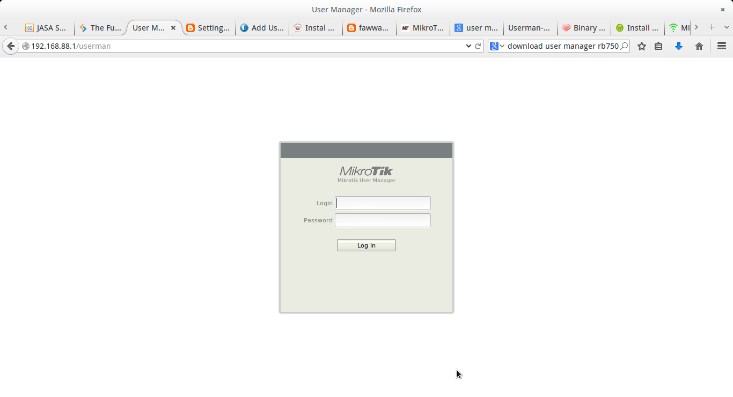 User Manager - Mozilla Firefox
JASA S... The Fu... User M... Setting... Add Us... Instal ... fawwa... MikroT... user m... Userman-... Binary ... Install ... Mi
192.168.88.1/userman download user manager rb750
MikroTik
Mikrotik User Manager
Login
Password
Log In